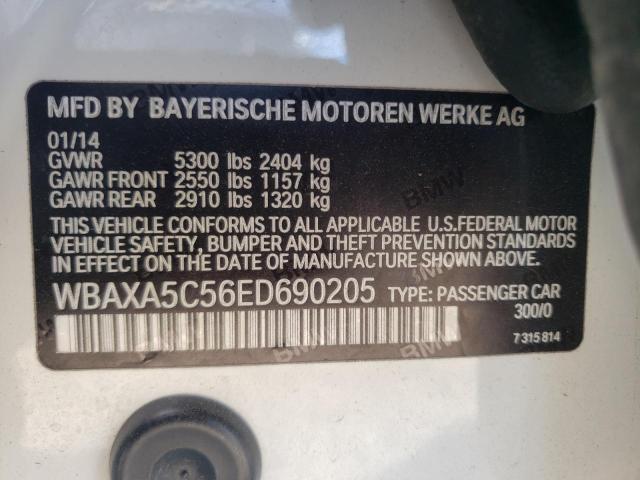 MFD BY BAYERISCHE MOTOREN WERKE AG
01/14
GVWR 5300 lbs 2404 kg
GAWR FRONT 2550 lbs 1157 kg
GAWR REAR 2910 lbs 1320 kg
THIS VEHICLE CONFORMS TO ALL APPLICABLE U.S.FEDERAL MOTOR
VEHICLE SAFETY, BUMPER AND THEFT PREVENTION STANDARDS
IN EFFECT ON THE DATE OF MANUFACTURE SHOWN ABOVE.
WBAXA5C56ED690205 TYPE: PASSENGER CAR
300/0
7 315 814